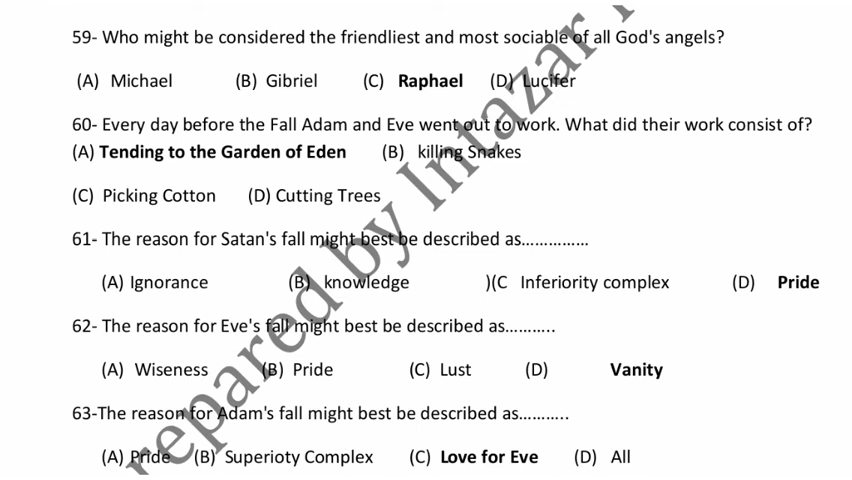 59- Who might be considered the friendliest and most sociable of all God's angels?
(A) Michael (B) Gibriel (C) Raphael (D) Lucifer
60- Every day before the Fall Adam and Eve went out to work. What did their work consist of?
(A) Tending to the Garden of Eden (B) killing Snakes
(C) Picking Cotton (D) Cutting Trees
61- The reason for Satan's fall might best be described as……………
(A) Ignorance (B) knowledge )(C Inferiority complex (D) Pride
62- The reason for Eve's fall might best be described as………..
(A) Wiseness (B) Pride (C) Lust (D) Vanity
63-The reason for Adam's fall might best be described as………..
(A) Pride (B) Superioty Complex (C) Love for Eve (D) All
repared by Intazar